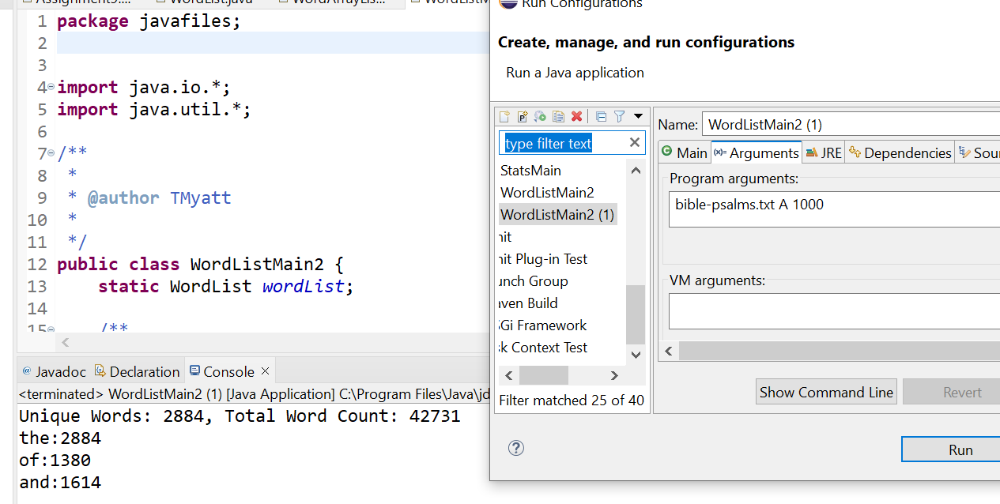 Assignment5....
WordList.java
WordArrayLis...
WordListM
1 package javafiles;
2
3
4 import java.io.*;
5 import java.util.*;
6
7 /**
8 *
9 * @author TMyatt
10 *
11 */
12 public class WordListMain2 {
13 static WordList wordList;
14
15 /**
@ Javadoc Declaration Console
<terminated> WordListMain2 (1) [Java Application] C:\Program Files\Java\jd
Unique Words: 2884, Total Word Count: 42731
the:2884
of:1380
and:1614
Run Configurations
Create, manage, and run configurations
Run a Java application
type filter text
StatsMain
WordListMain2
WordListMain2 (1)
nit
nit Plug-in Test
unch Group
aven Build
Gi Framework
sk Context Test
Filter matched 25 of 40
Name: WordListMain2 (1)
Main (x)= Arguments JRE Dependencies Sour
Program arguments:
bible-psalms.txt A 1000
VM arguments:
Show Command Line Revert
Run